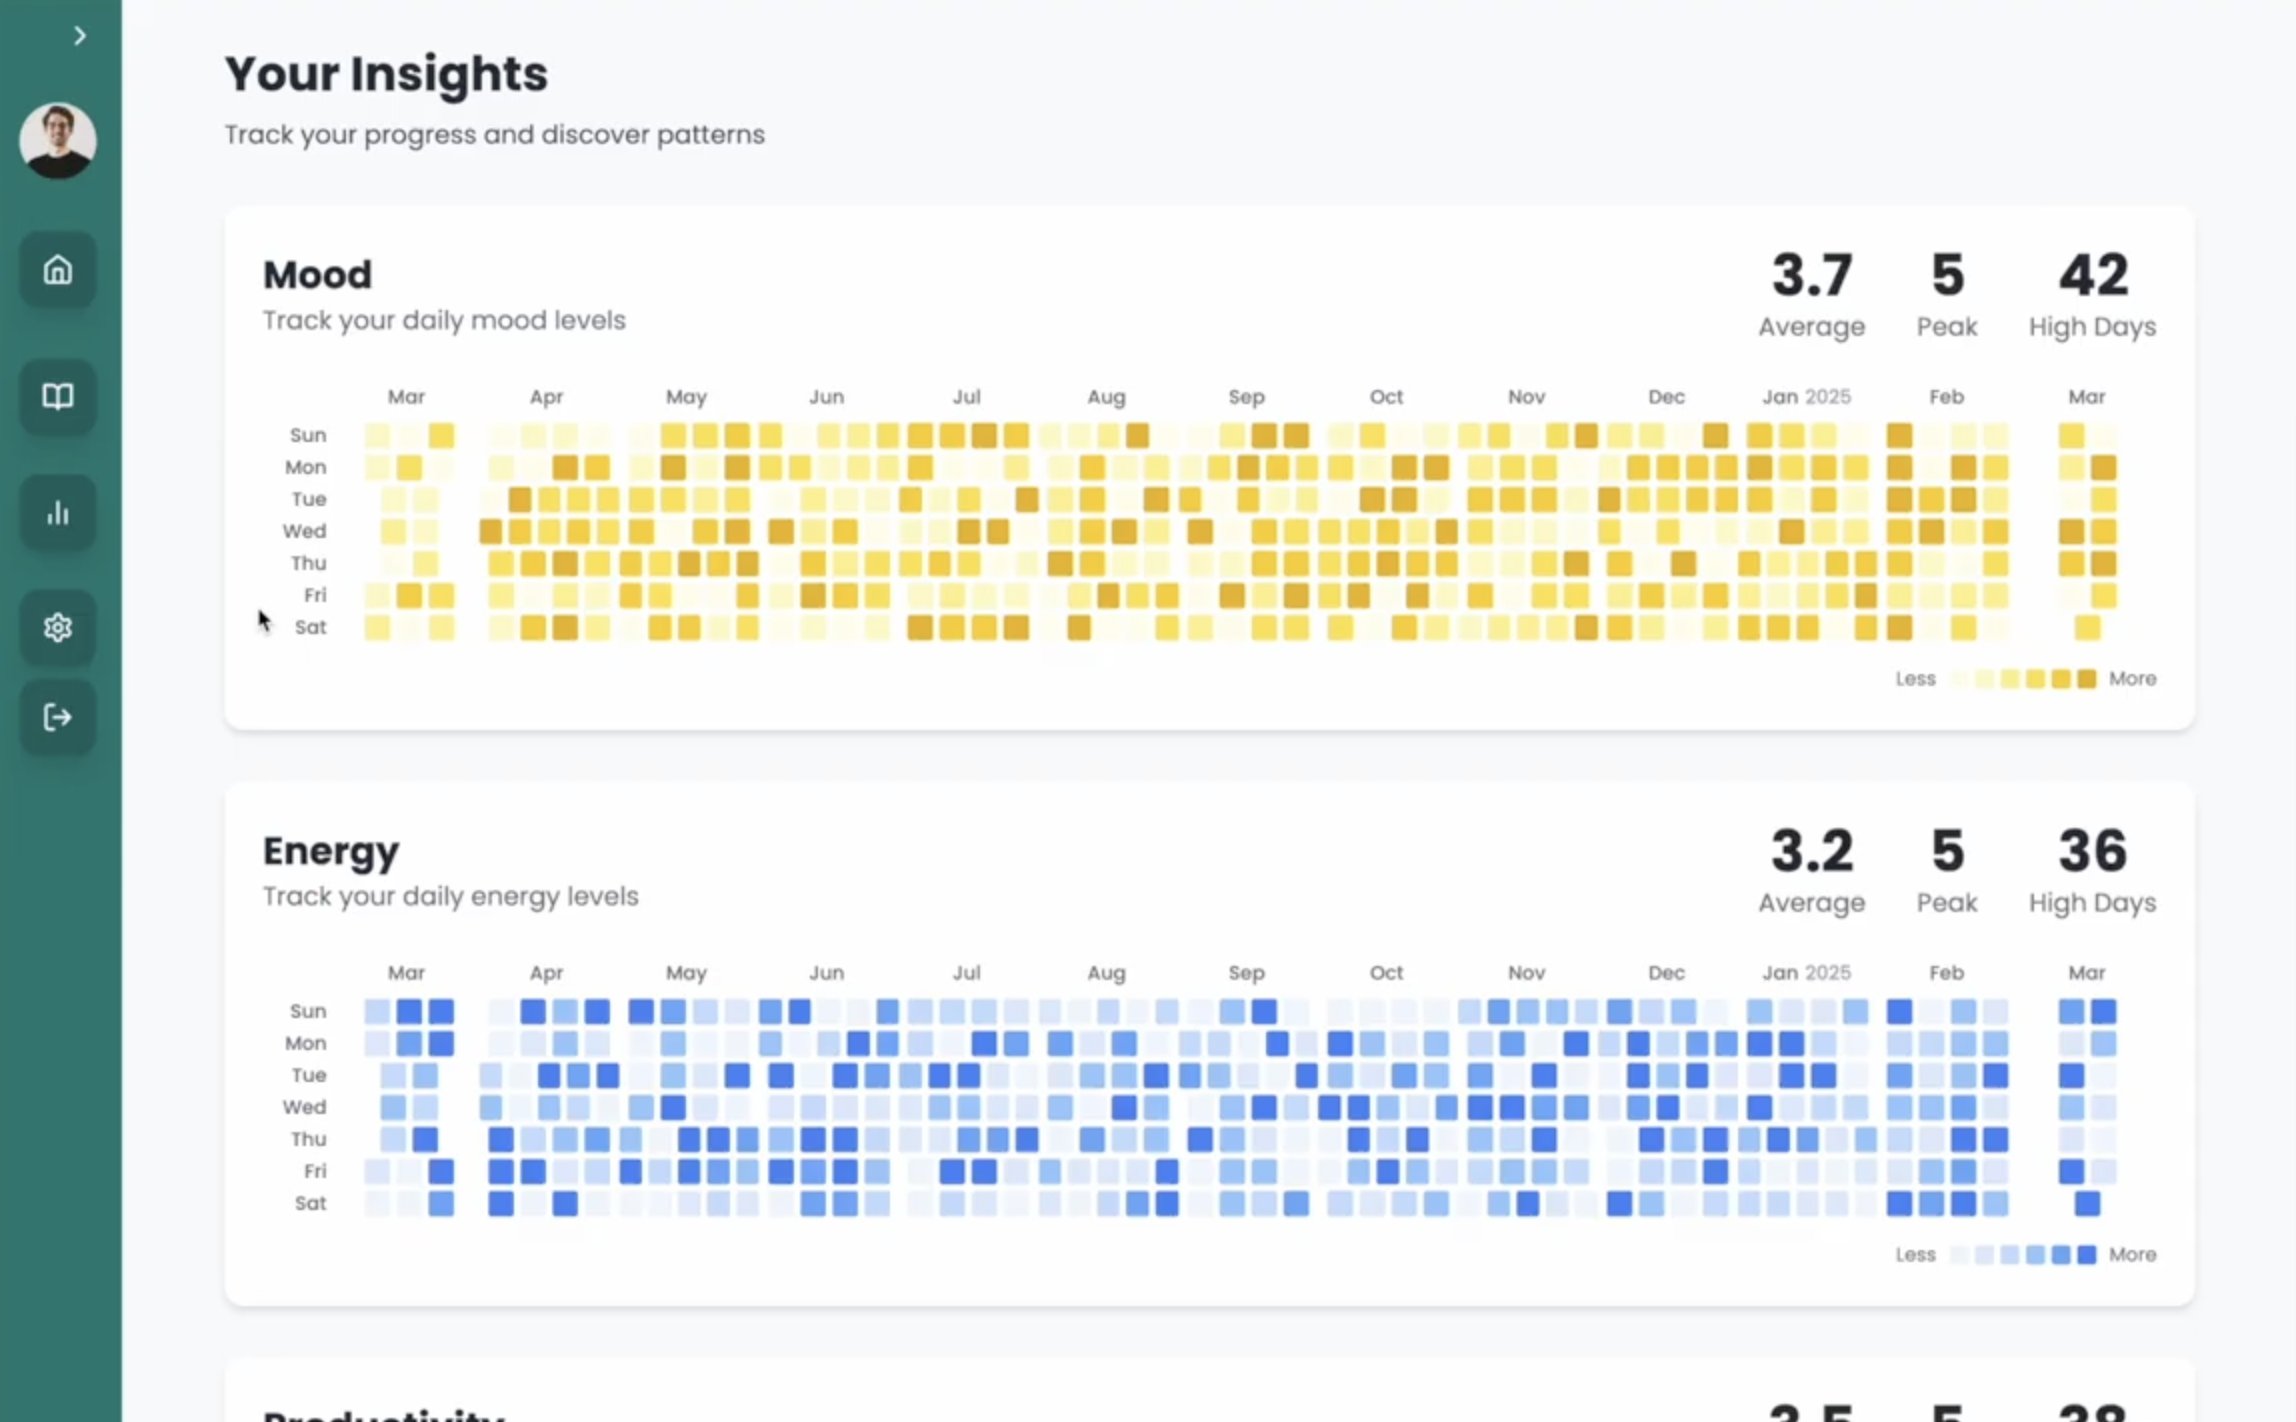 Your Insights
Track your progress and discover patterns
Mood
Track your daily mood levels
3.7 5 42
Average Peak High Days
Mar Apr May Jun Jul Aug Sep Oct Nov Dec Jan 2025 Feb Mar
Sun
Mon
Tue
Wed
Thu
Fri
Sat
Less More
Energy
Track your daily energy levels
3.2 5 36
Average Peak High Days
Mar Apr May Jun Jul Aug Sep Oct Nov Dec Jan 2025 Feb Mar
Sun
Mon
Tue
Wed
Thu
Fri
Sat
Less More
Productivity 3.5 5 38